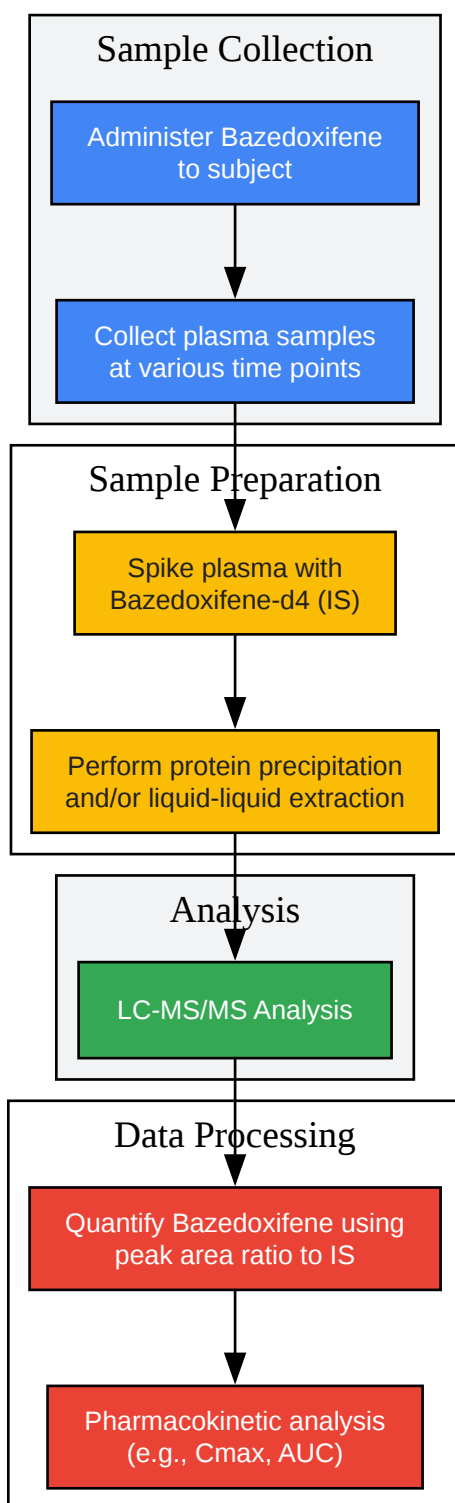 Sample Collection
Administer Bazedoxifene
to subject
Collect plasma samples
at various time points
Sample Preparation
Spike plasma with
Bazedoxifene-d4 (IS)
Perform protein precipitation
and/or liquid-liquid extraction
Analysis
LC-MS/MS Analysis
Data Processing
Quantify Bazedoxifene using
peak area ratio to IS
Pharmacokinetic analysis
(e.g., Cmax, AUC)